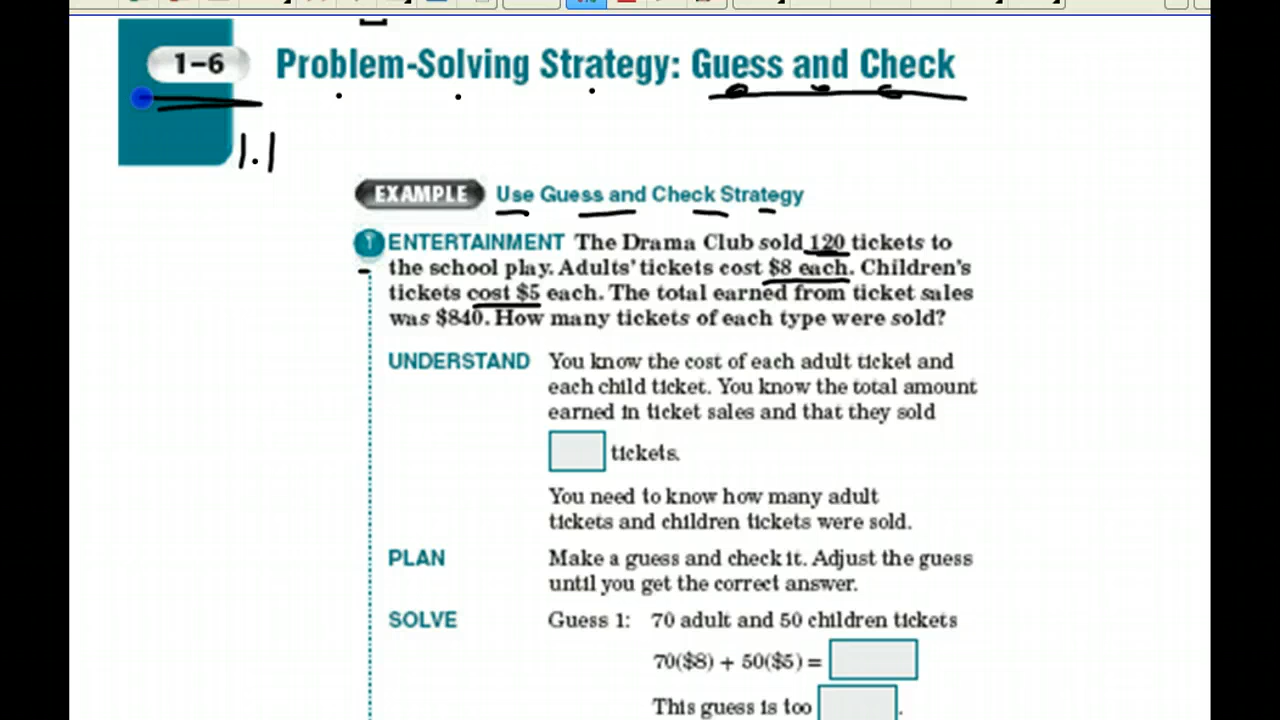 1–6 Problem-Solving Strategy: Guess and Check
1.1
EXAMPLE Use Guess and Check Strategy
1 ENTERTAINMENT The Drama Club sold 120 tickets to
the school play. Adults' tickets cost $8 each. Children's
tickets cost $5 each. The total earned from ticket sales
was $840. How many tickets of each type were sold?
UNDERSTAND You know the cost of each adult ticket and
each child ticket. You know the total amount
earned in ticket sales and that they sold
tickets.
You need to know how many adult
tickets and children tickets were sold.
PLAN Make a guess and check it. Adjust the guess
until you get the correct answer.
SOLVE Guess 1: 70 adult and 50 children tickets
70($8) + 50($5) =
This guess is too .